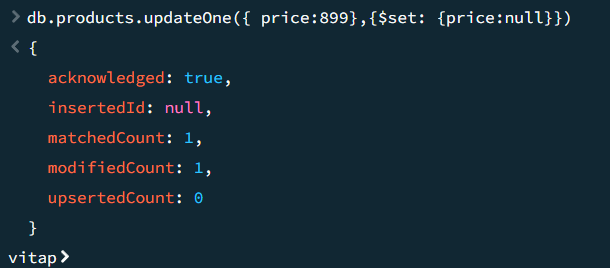 > db.products.updateOne({ price:899},{$set: {price:null}})
< {
acknowledged: true,
insertedId: null,
matchedCount: 1,
modifiedCount: 1,
upsertedCount: 0
}
vitap>